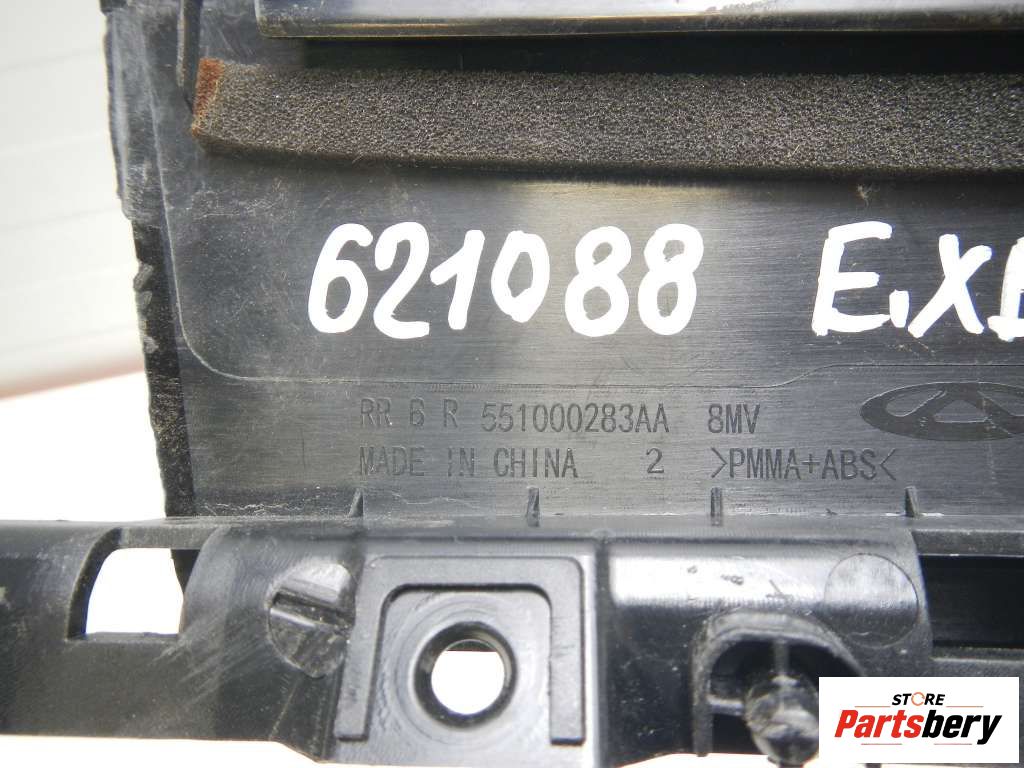 621088 E.X
RR 6 R 551000283AA 8MV
MADE IN CHINA 2 >PMMA+ABS<
STORE
Partsbery